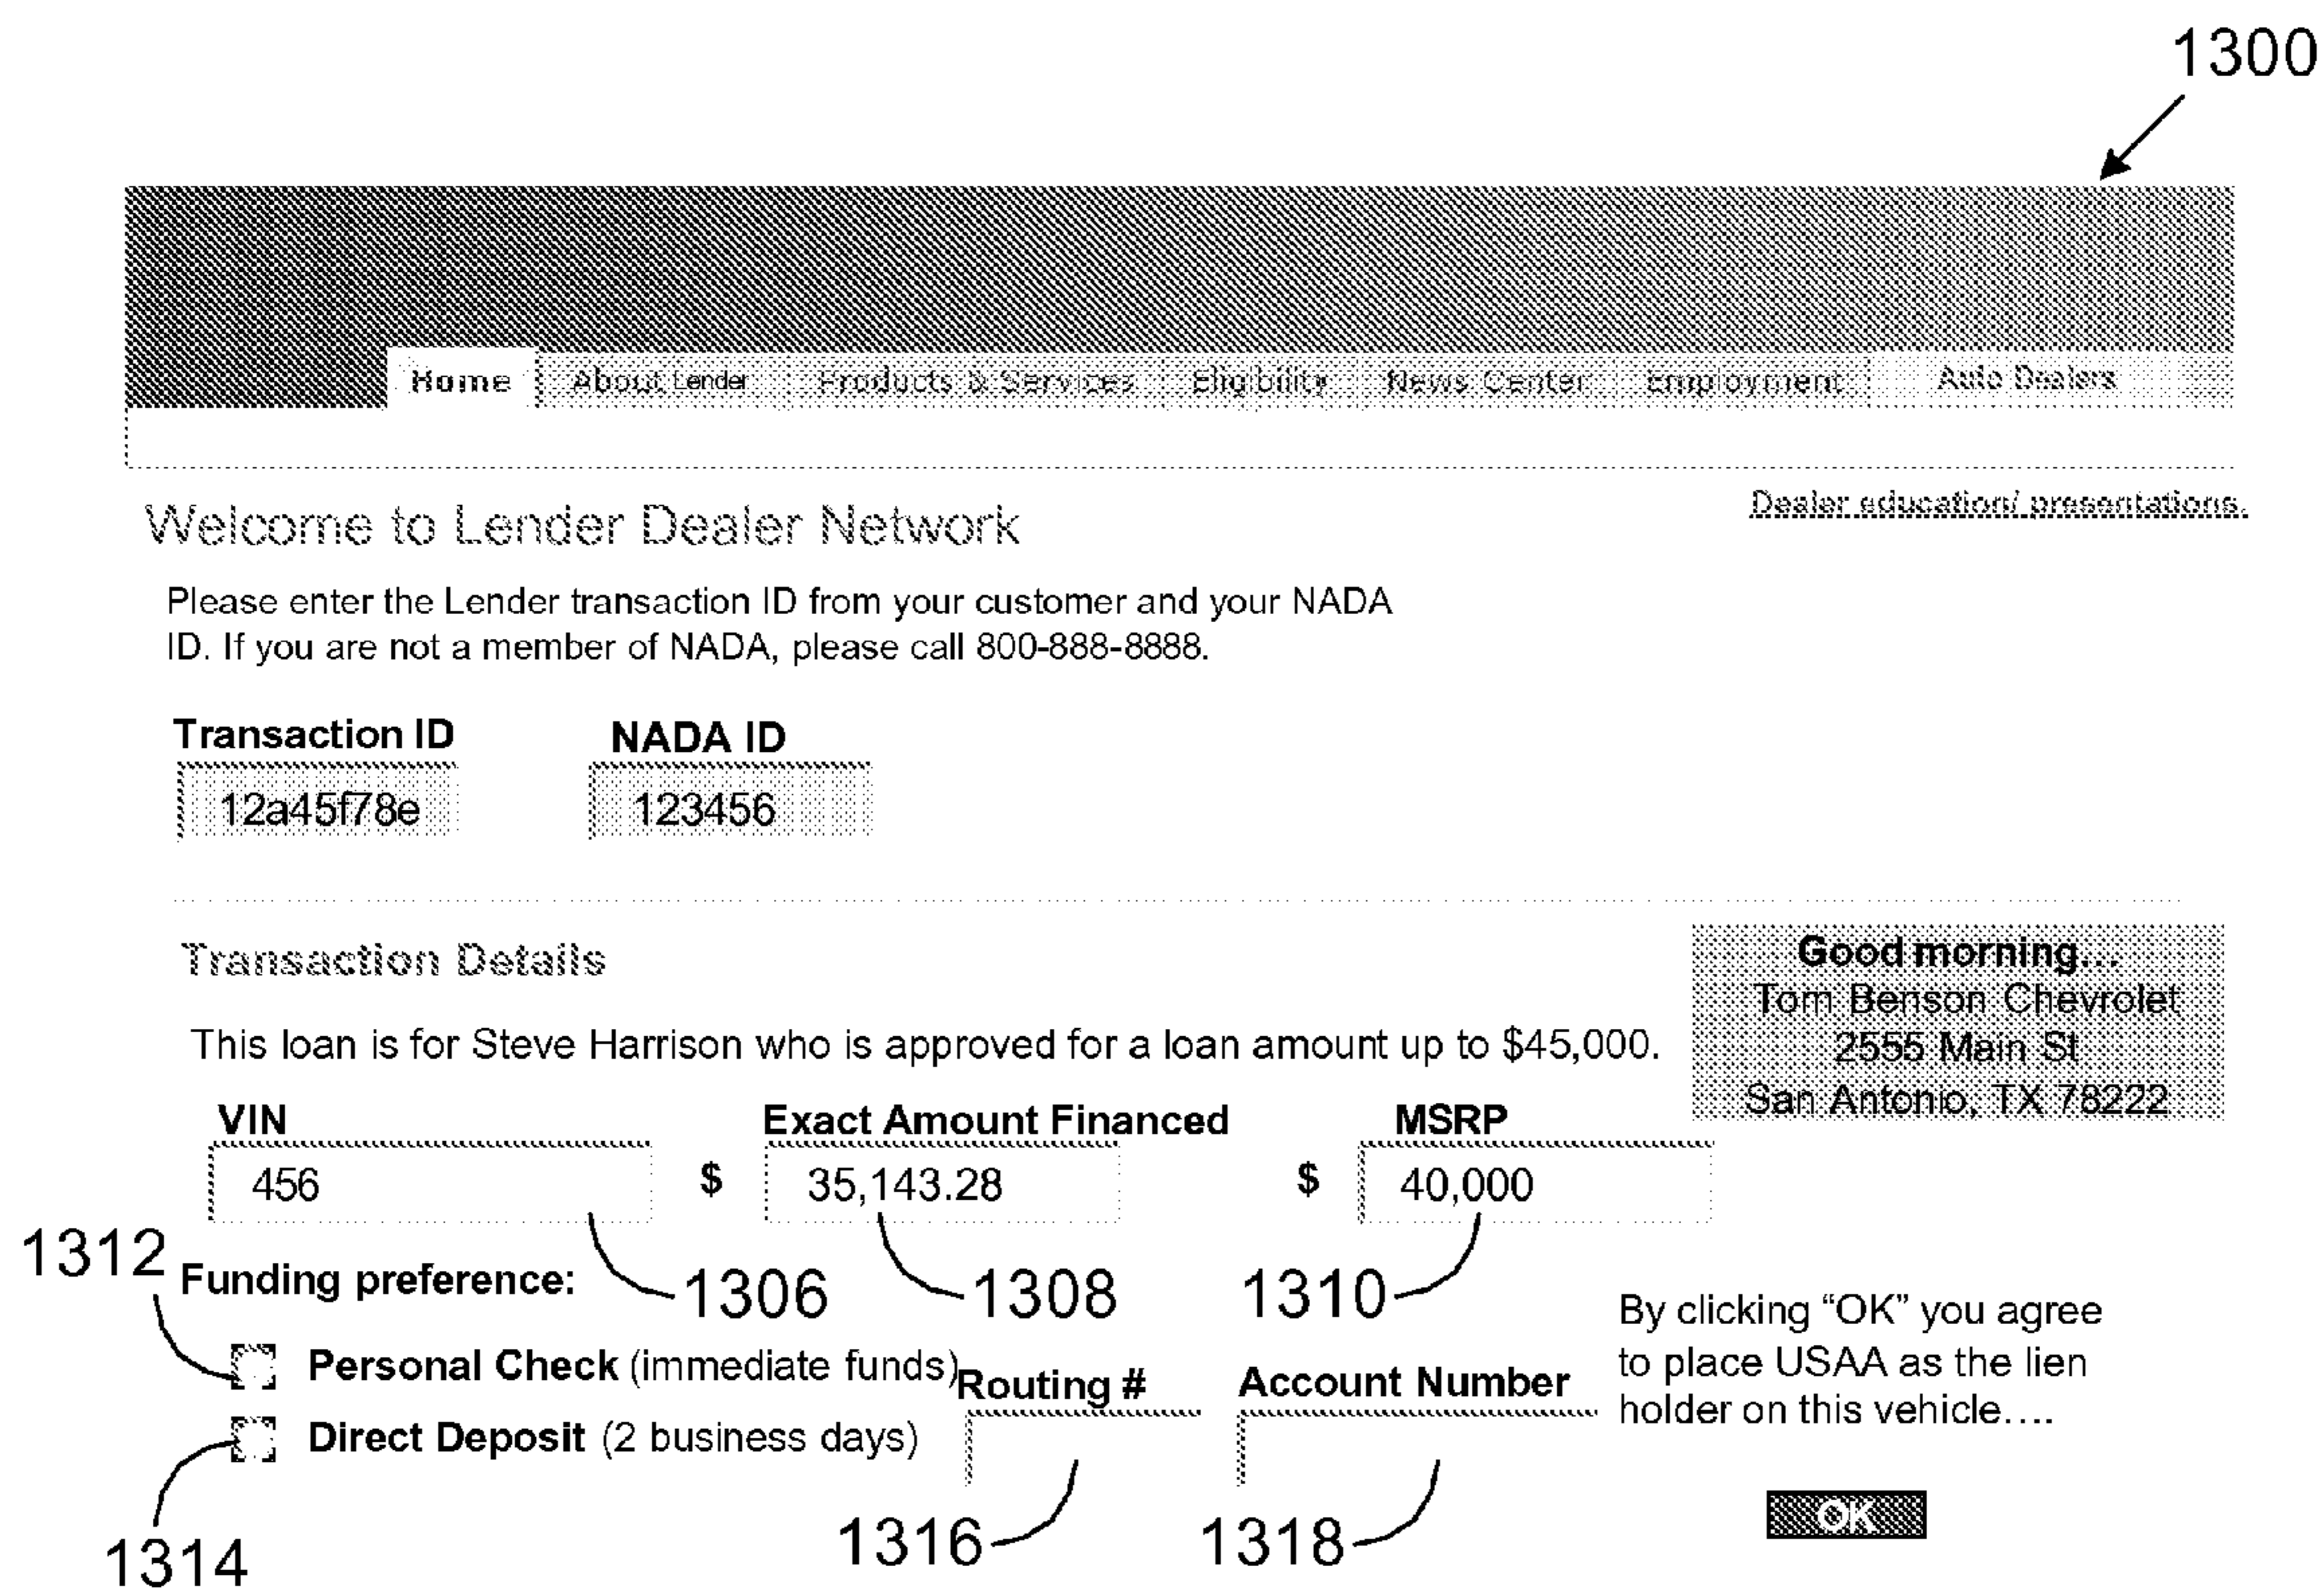 1300
Home About Lender Products & Services Eligibility News Center Employment Auto Dealers
Dealer education/ presentations.
Welcome to Lender Dealer Network
Please enter the Lender transaction ID from your customer and your NADA
ID. If you are not a member of NADA, please call 800-888-8888.
Transaction ID NADA ID
12a45f78e 123456
Transaction Details
Good morning...
Tom Benson Chevrolet
2555 Main St
San Antonio, TX 78222
This loan is for Steve Harrison who is approved for a loan amount up to $45,000.
VIN Exact Amount Financed MSRP
456 $ 35,143.28 $ 40,000
1312 1306 1308 1310
Funding preference:
Personal Check (immediate funds)
Direct Deposit (2 business days)
Routing # Account Number
By clicking “OK” you agree
to place USAA as the lien
holder on this vehicle....
OK
1314 1316 1318